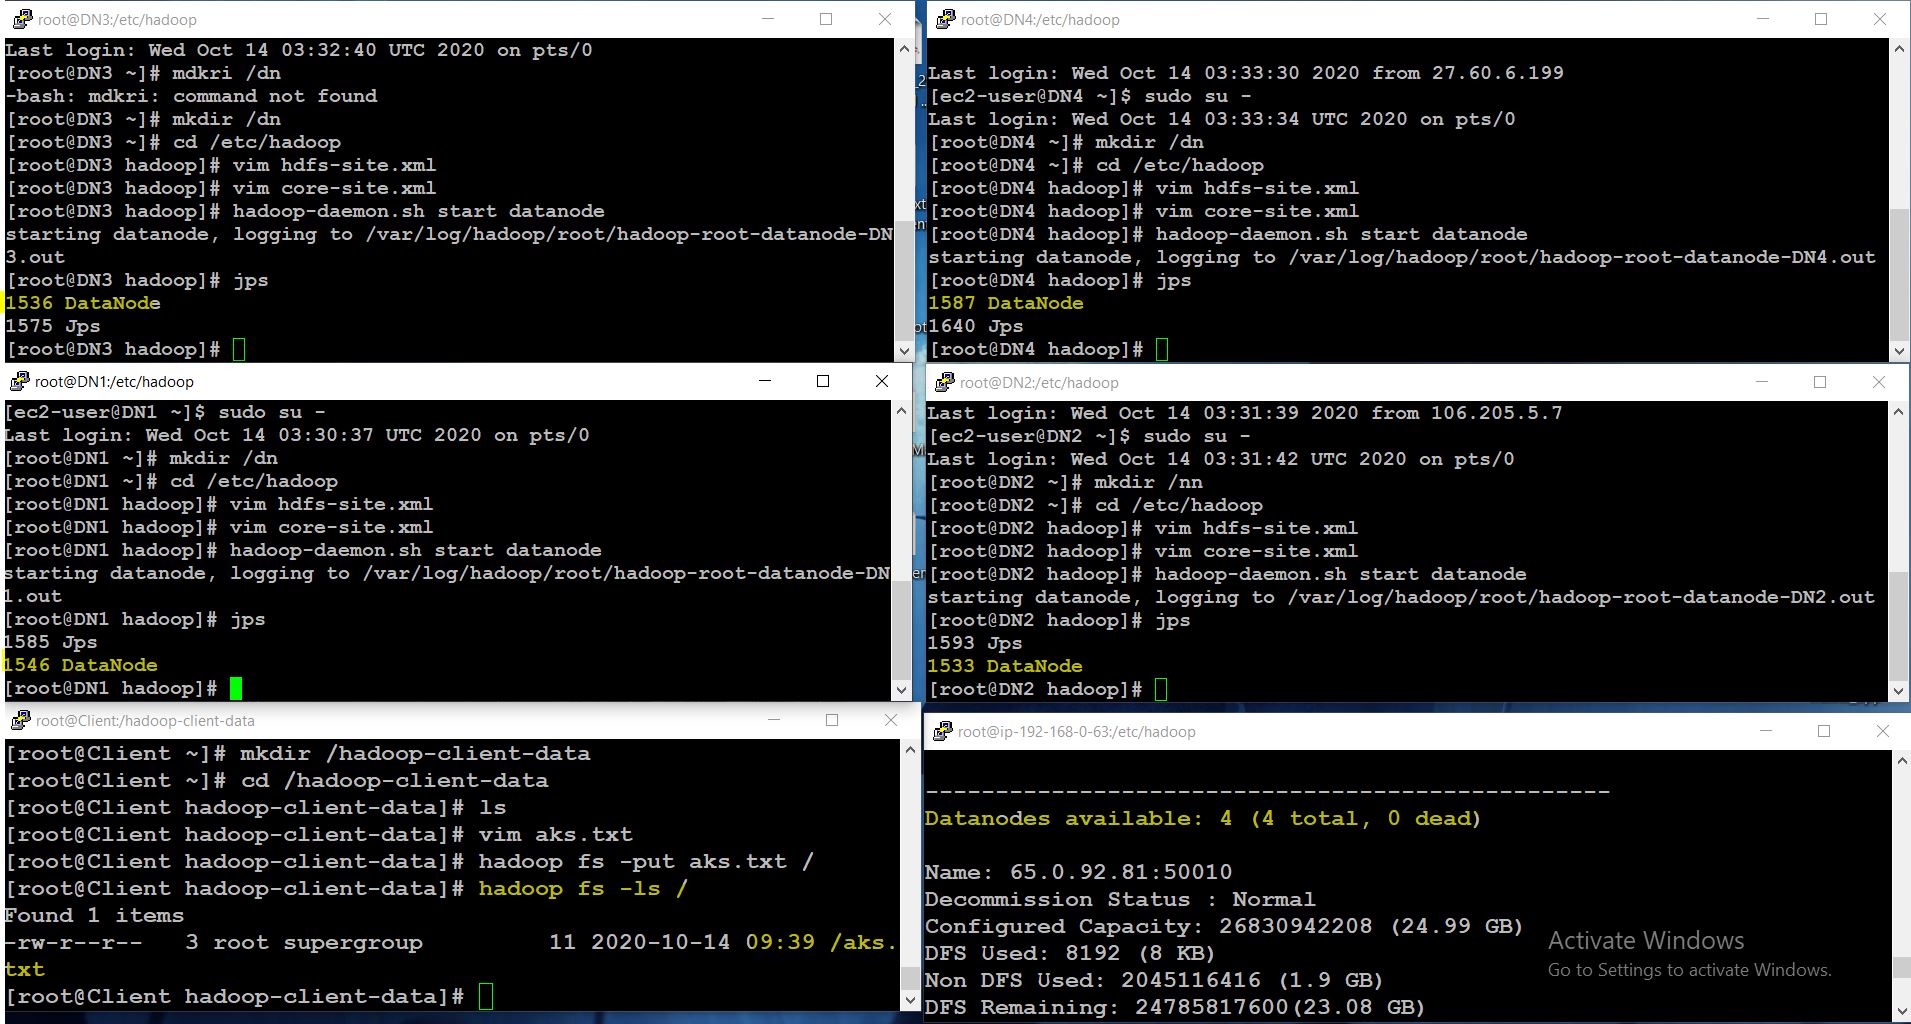 root@DN3:/etc/hadoop
Last login: Wed Oct 14 03:32:40 UTC 2020 on pts/0
[root@DN3 ~]# mdkri /dn
-bash: mdkri: command not found
[root@DN3 ~]# mkdir /dn
[root@DN3 ~]# cd /etc/hadoop
[root@DN3 hadoop]# vim hdfs-site.xml
[root@DN3 hadoop]# vim core-site.xml
[root@DN3 hadoop]# hadoop-daemon.sh start datanode
starting datanode, logging to /var/log/hadoop/root/hadoop-root-datanode-DN
3.out
[root@DN3 hadoop]# jps
1536 DataNode
1575 Jps
[root@DN3 hadoop]#
root@DN4:/etc/hadoop
Last login: Wed Oct 14 03:33:30 2020 from 27.60.6.199
[ec2-user@DN4 ~]$ sudo su -
Last login: Wed Oct 14 03:33:34 UTC 2020 on pts/0
[root@DN4 ~]# mkdir /dn
[root@DN4 ~]# cd /etc/hadoop
[root@DN4 hadoop]# vim hdfs-site.xml
[root@DN4 hadoop]# vim core-site.xml
[root@DN4 hadoop]# hadoop-daemon.sh start datanode
starting datanode, logging to /var/log/hadoop/root/hadoop-root-datanode-DN4.out
[root@DN4 hadoop]# jps
1587 DataNode
1640 Jps
[root@DN4 hadoop]#
root@DN1:/etc/hadoop
[ec2-user@DN1 ~]$ sudo su -
Last login: Wed Oct 14 03:30:37 UTC 2020 on pts/0
[root@DN1 ~]# mkdir /dn
[root@DN1 ~]# cd /etc/hadoop
[root@DN1 hadoop]# vim hdfs-site.xml
[root@DN1 hadoop]# vim core-site.xml
[root@DN1 hadoop]# hadoop-daemon.sh start datanode
starting datanode, logging to /var/log/hadoop/root/hadoop-root-datanode-DN
1.out
[root@DN1 hadoop]# jps
1585 Jps
1546 DataNode
[root@DN1 hadoop]#
root@DN2:/etc/hadoop
Last login: Wed Oct 14 03:31:39 2020 from 106.205.5.7
[ec2-user@DN2 ~]$ sudo su -
Last login: Wed Oct 14 03:31:42 UTC 2020 on pts/0
[root@DN2 ~]# mkdir /nn
[root@DN2 ~]# cd /etc/hadoop
[root@DN2 hadoop]# vim hdfs-site.xml
[root@DN2 hadoop]# vim core-site.xml
[root@DN2 hadoop]# hadoop-daemon.sh start datanode
starting datanode, logging to /var/log/hadoop/root/hadoop-root-datanode-DN2.out
[root@DN2 hadoop]# jps
1593 Jps
1533 DataNode
[root@DN2 hadoop]#
root@Client:/hadoop-client-data
[root@Client ~]# mkdir /hadoop-client-data
[root@Client ~]# cd /hadoop-client-data
[root@Client hadoop-client-data]# ls
[root@Client hadoop-client-data]# vim aks.txt
[root@Client hadoop-client-data]# hadoop fs -put aks.txt /
[root@Client hadoop-client-data]# hadoop fs -ls /
Found 1 items
-rw-r--r--   3 root supergroup         11 2020-10-14 09:39 /aks.
txt
[root@Client hadoop-client-data]#
root@ip-192-168-0-63:/etc/hadoop
-------------------------------------------------
Datanodes available: 4 (4 total, 0 dead)
Name: 65.0.92.81:50010
Decommission Status : Normal
Configured Capacity: 26830942208 (24.99 GB)
DFS Used: 8192 (8 KB)
Non DFS Used: 2045116416 (1.9 GB)
DFS Remaining: 24785817600(23.08 GB)
Activate Windows
Go to Settings to activate Windows.